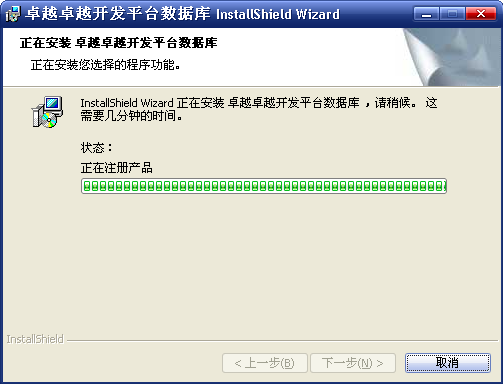 卓越卓越开发平台数据库 InstallShield Wizard
正在安装 卓越卓越开发平台数据库
正在安装您选择的程序功能。
InstallShield Wizard 正在安装 卓越卓越开发平台数据库 ，请稍候。 这
需要几分钟的时间。
状态：
正在注册产品
InstallShield
< 上一步(B)
下一步(N) >
取消